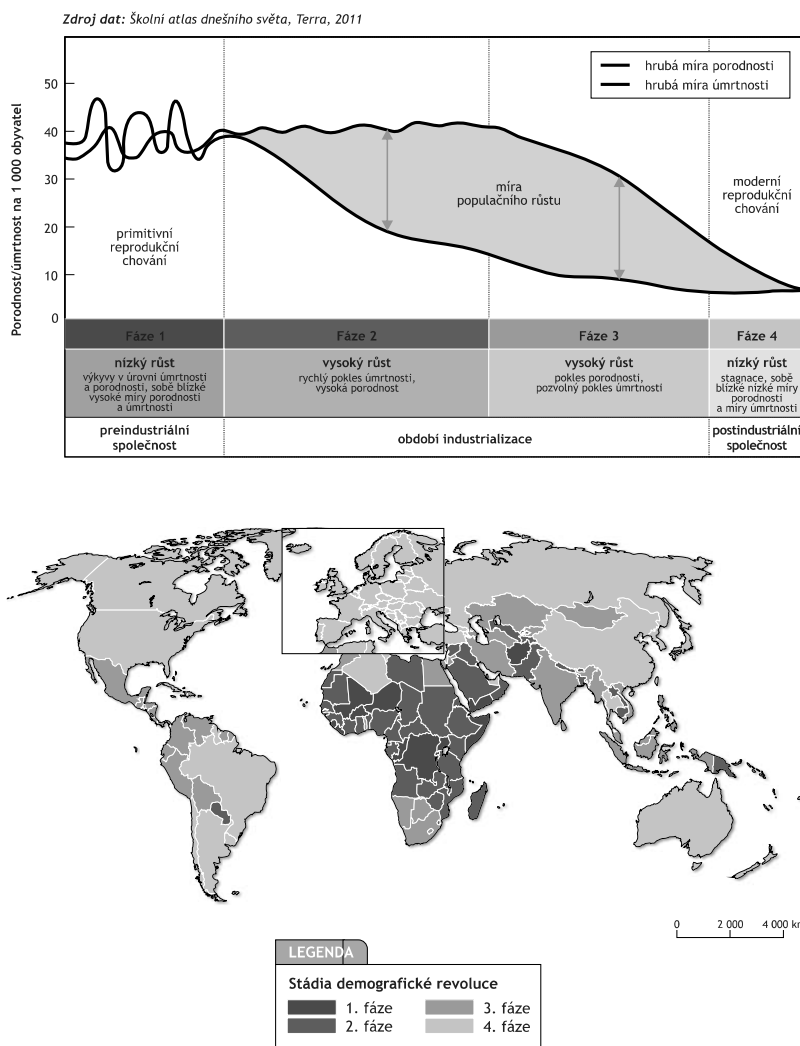 Zdroj dat: Školní atlas dnešního světa, Terra, 2011
hrubá míra porodnosti
hrubá míra úmrtnosti
Porodnost/úmrtnost na 1 000 obyvatel
50
40
30
20
10
0
primitivní
reprodukční
chování
míra
populačního růstu
moderní
reprodukční
chování
Fáze 1
Fáze 2
Fáze 3
Fáze 4
nízký růst
výkyvy v úrovni úmrtnosti
a porodnosti, sobě blízké
vysoké míry porodnosti
a úmrtnosti
vysoký růst
rychlý pokles úmrtnosti,
vysoká porodnost
vysoký růst
pokles porodnosti,
pozvolný pokles úmrtnosti
nízký růst
stagnace, sobě
blízké nízké míry
porodnosti
a míry úmrtnosti
preindustriální
společnost
období industrializace
postindustriální
společnost
0 2 000 4 000 km
LEGENDA
Stádia demografické revoluce
1. fáze
2. fáze
3. fáze
4. fáze